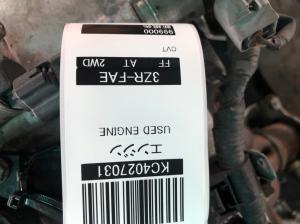 KC4027031
エンジン
USED ENGINE
3ZR-FAE
FF AT 2WD
CVT
999000